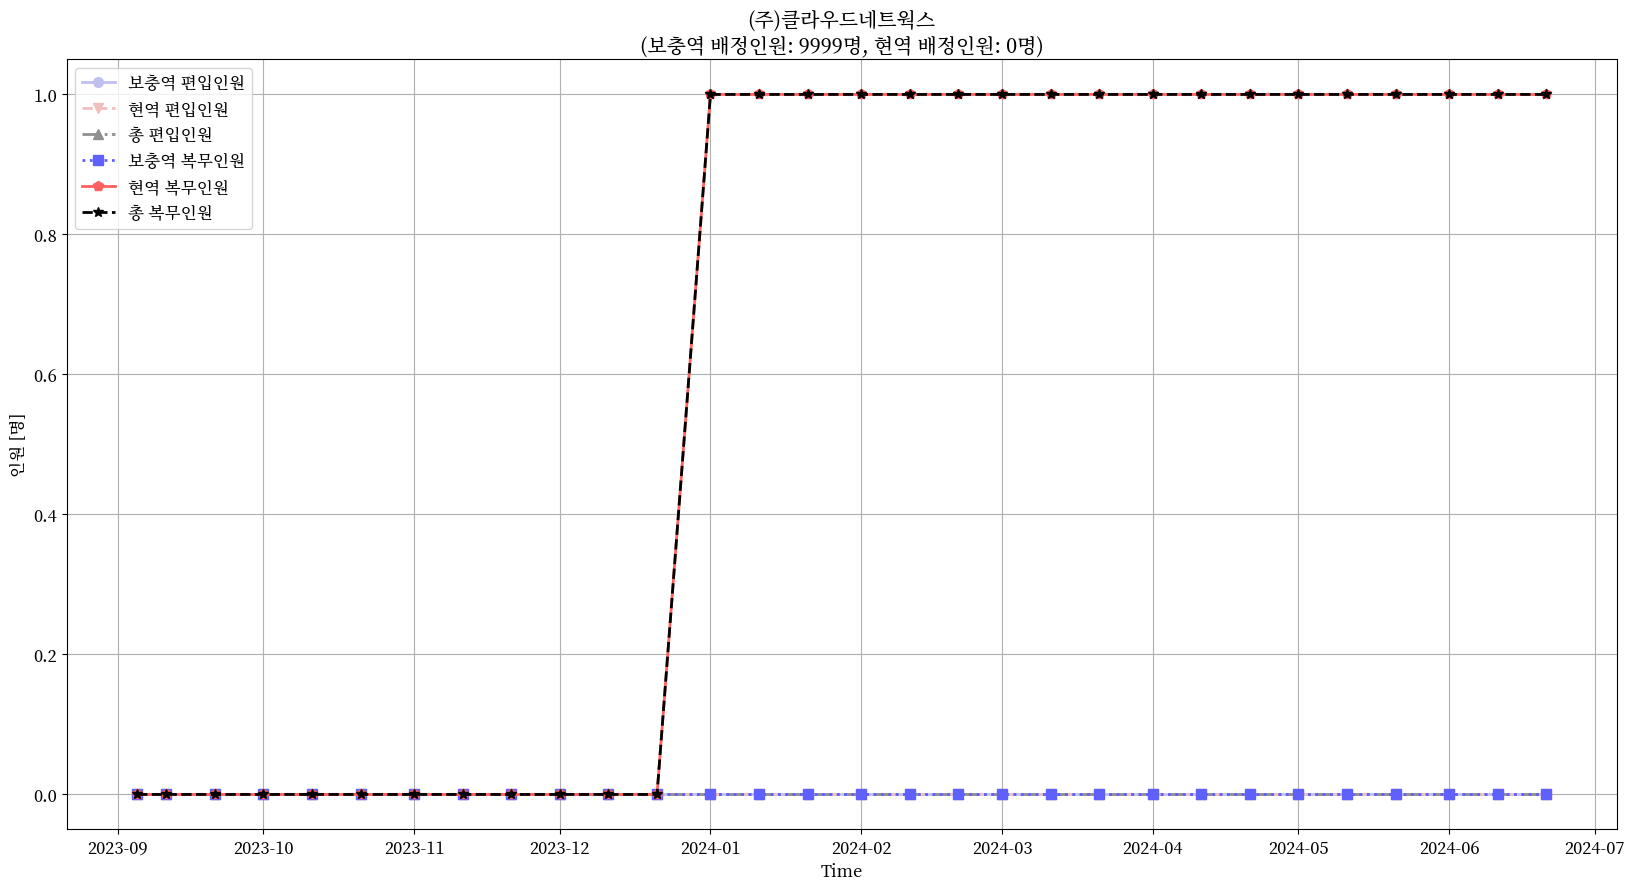 (주)클라우드네트웍스
(보충역 배정인원: 9999명, 현역 배정인원: 0명)
보충역 편입인원
현역 편입인원
총 편입인원
보충역 복무인원
현역 복무인원
총 복무인원
1.0
0.8
0.6
0.4
0.2
0.0
인원 [명]
2023-09 2023-10 2023-11 2023-12 2024-01 2024-02 2024-03 2024-04 2024-05 2024-06 2024-07
Time